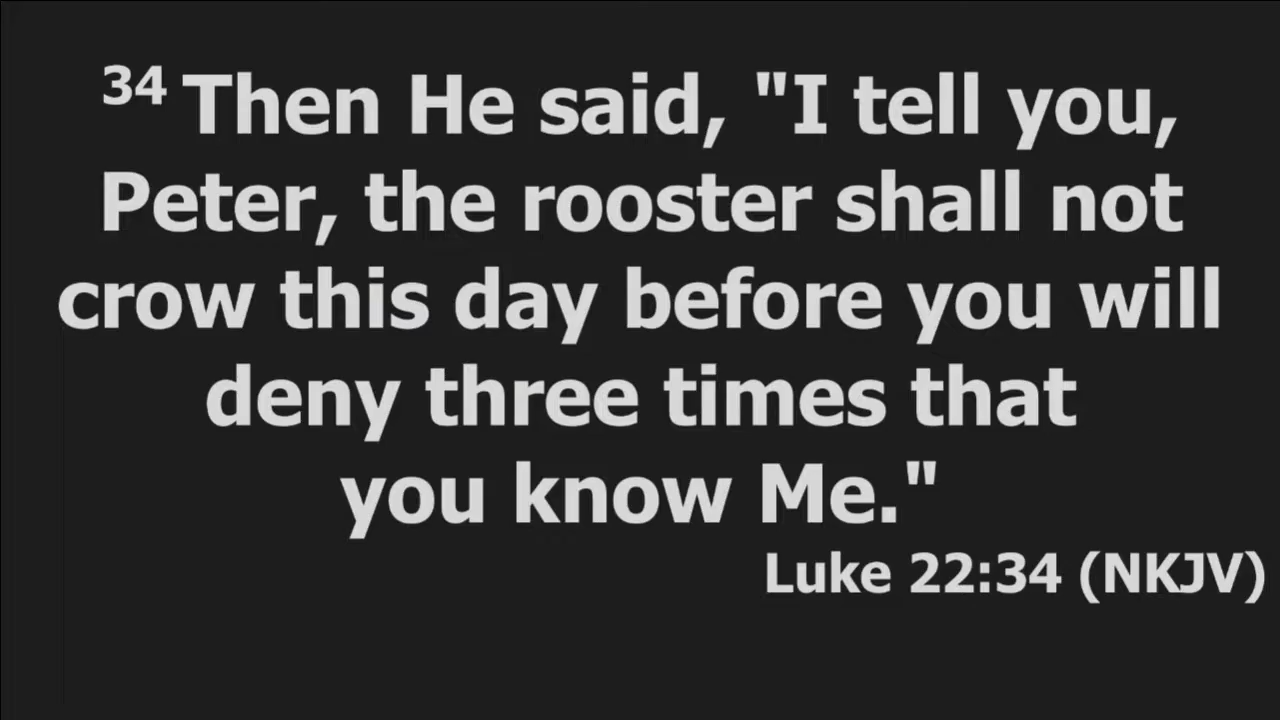 34 Then He said, "I tell you,
Peter, the rooster shall not
crow this day before you will
deny three times that
you know Me."
Luke 22:34 (NKJV)